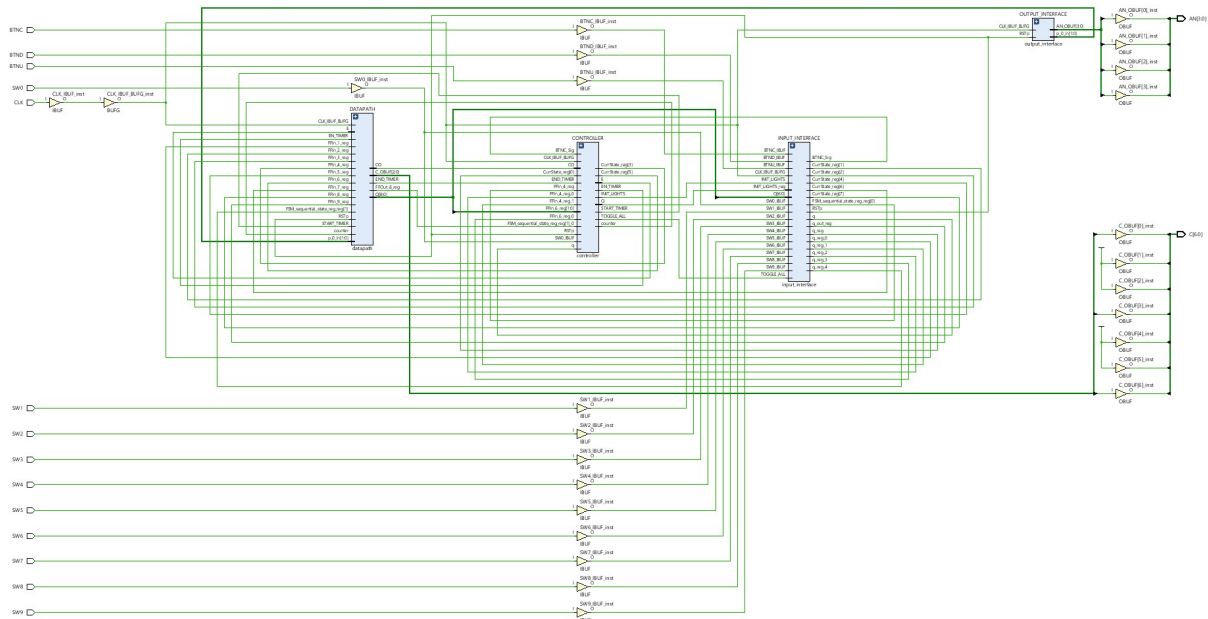 BTNC
BTND
BTNU
SW0
CLK
CLK_IBUF_inst
I
O
IBUF
CLK_IBUF_BUFG_inst
I
O
BUFG
SW0_IBUF_inst
I
O
IBUF
BTNC_IBUF_inst
I
O
IBUF
BTND_IBUF_inst
I
O
IBUF
BTNU_IBUF_inst
I
O
IBUF
OUTPUT_INTERFACE
CLK_IBUF_BUFG
RSTp
AN_OBUF[3:0]
p_0_in[1:0]
output_interface
AN_OBUF[0]_inst
I
O
OBUF
AN_OBUF[1]_inst
I
O
OBUF
AN_OBUF[2]_inst
I
O
OBUF
AN_OBUF[3]_inst
I
O
OBUF
AN[3:0]
DATAPATH
CLK_IBUF_BUFG
E
EN_TIMER
FFin_1_reg
FFin_2_reg
FFin_3_reg
FFin_4_reg
FFin_5_reg
FFin_6_reg
FFin_7_reg
FFin_8_reg
FFin_9_reg
FSM_sequential_state_reg_reg[?]
RSTp
START_TIMER
counter
p_0_in[1:0]
CO
C_OBUF[2:0]
END_TIMER
FFOut_8_reg
datapath
CONTROLLER
BTNC_Sig
CLK_IBUF_BUFG
CO
CurrState_reg[0]
END_TIMER
FFin_4_reg
FFin_4_reg_0
FFin_4_reg_1
FFin_6_reg[1:0]
FFin_6_reg_0
FSM_sequential_state_reg_reg[1]_0
RSTp
SW0_IBUF
q
CurrState_reg[3]
CurrState_reg[5]
E
EN_TIMER
INIT_LIGHTS
Q
START_TIMER
TOGGLE_ALL
counter
controller
INPUT_INTERFACE
BTNC_IBUF
BTND_IBUF
BTNU_IBUF
CLK_IBUF_BUFG
INIT_LIGHTS
INIT_LIGHTS_reg
SW0_IBUF
SW1_IBUF
SW2_IBUF
SW3_IBUF
SW4_IBUF
SW5_IBUF
SW6_IBUF
SW7_IBUF
SW8_IBUF
SW9_IBUF
TOGGLE_ALL
BTNC_Sig
CurrState_reg[1]
CurrState_reg[2]
CurrState_reg[4]
CurrState_reg[6]
CurrState_reg[7]
FSM_sequential_state_reg_reg[0]
RSTp
q
q_out_reg
q_reg
q_reg_0
q_reg_1
q_reg_2
q_reg_3
q_reg_4
input_interface
C_OBUF[0]_inst
I
O
OBUF
C_OBUF[1]_inst
I
O
OBUF
C_OBUF[2]_inst
I
O
OBUF
C_OBUF[3]_inst
I
O
OBUF
C_OBUF[4]_inst
I
O
OBUF
C_OBUF[5]_inst
I
O
OBUF
C_OBUF[6]_inst
I
O
OBUF
C[6:0]
SW1
SW1_IBUF_inst
I
O
IBUF
SW2
SW2_IBUF_inst
I
O
IBUF
SW3
SW3_IBUF_inst
I
O
IBUF
SW4
SW4_IBUF_inst
I
O
IBUF
SW5
SW5_IBUF_inst
I
O
IBUF
SW6
SW6_IBUF_inst
I
O
IBUF
SW7
SW7_IBUF_inst
I
O
IBUF
SW8
SW8_IBUF_inst
I
O
IBUF
SW9
SW9_IBUF_inst
I
O
IBUF